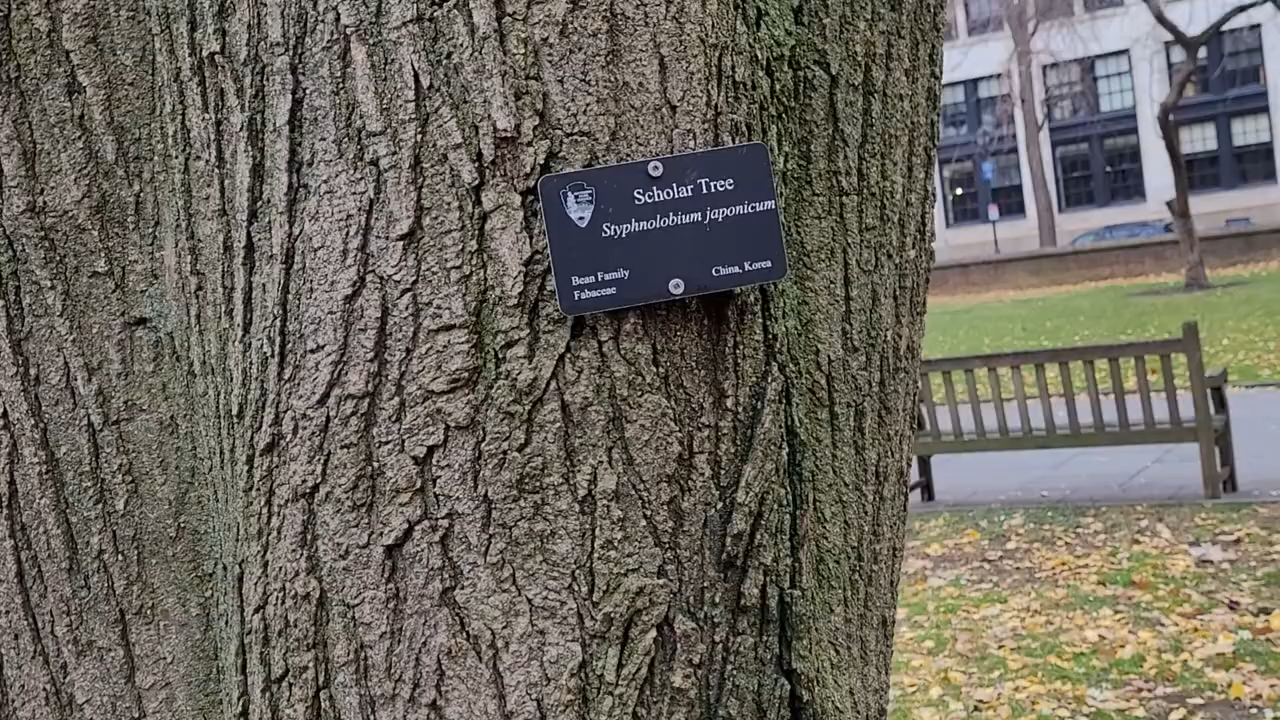 Scholar Tree
Styphnolobium japonicum
Bean Family
Fabaceae
China, Korea